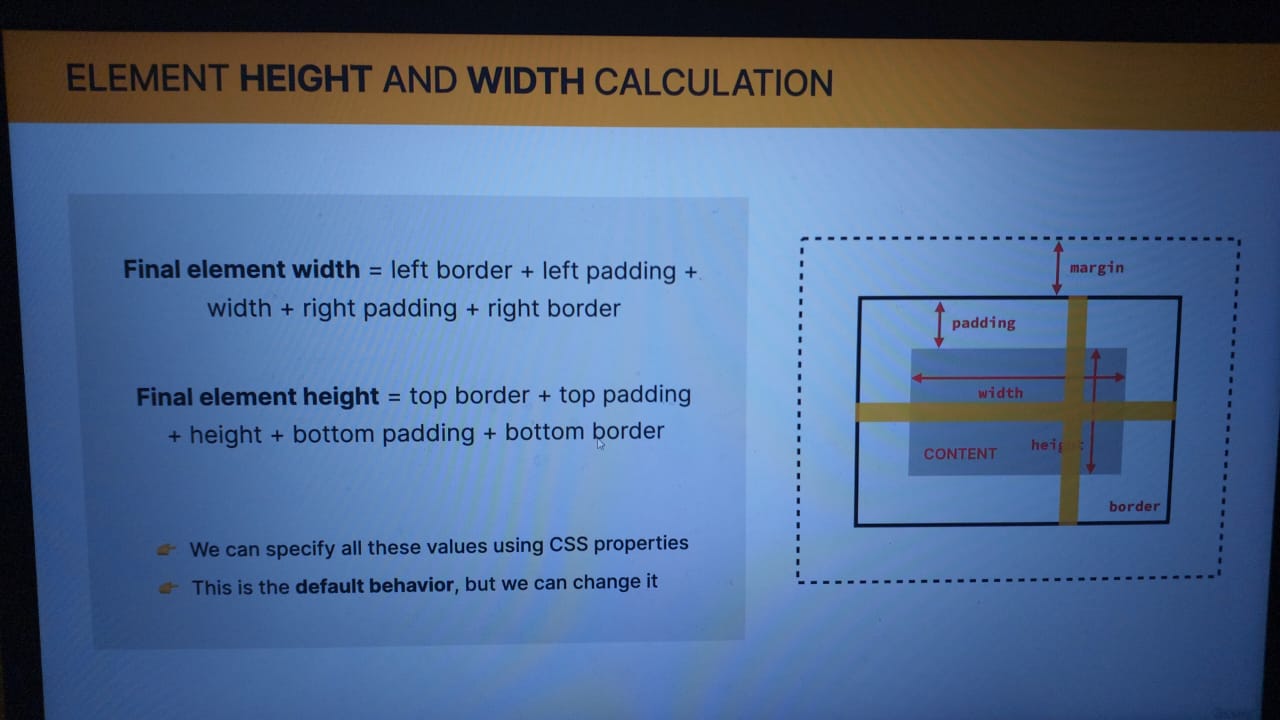 ELEMENT HEIGHT AND WIDTH CALCULATION
Final element width = left border + left padding +
width + right padding + right border
Final element height = top border + top padding
+ height + bottom padding + bottom border
We can specify all these values using CSS properties
This is the default behavior, but we can change it
margin
padding
width
height
CONTENT
border